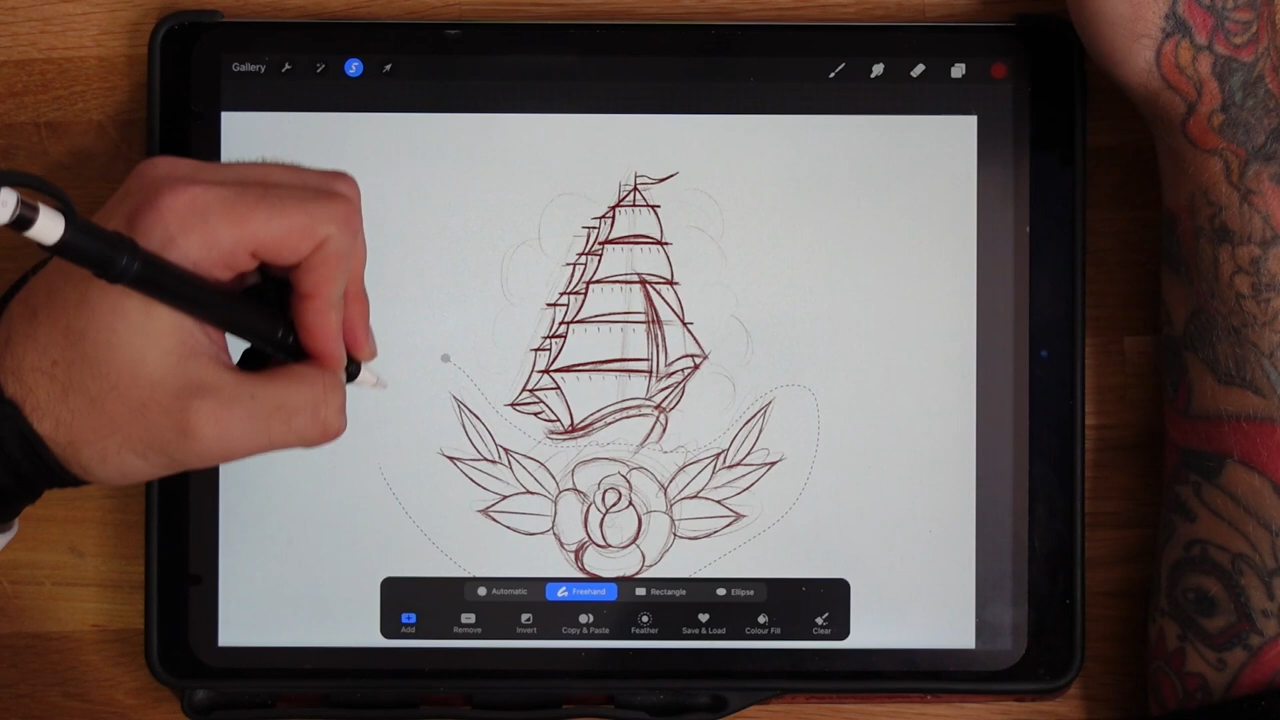 Gallery
Automatic Freehand Rectangle Ellipse
Add Remove Invert Copy & Paste Feather Save & Load Colour Fill Clear